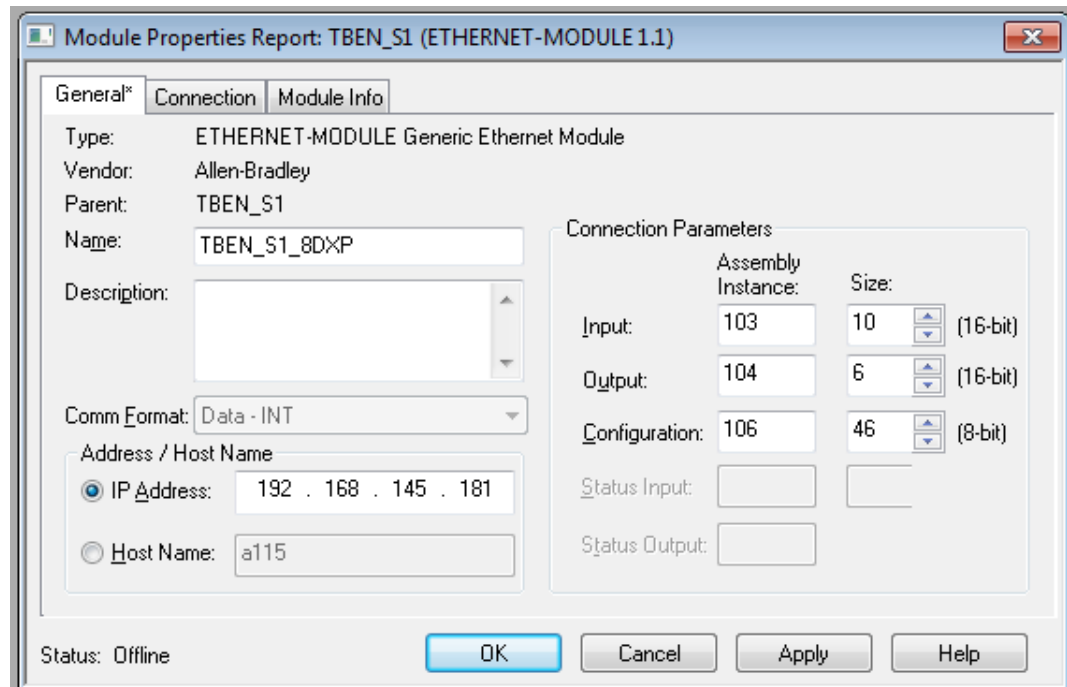 Module Properties Report: TBEN_S1 (ETHERNET-MODULE 1.1)
General* Connection Module Info
Type: ETHERNET-MODULE Generic Ethernet Module
Vendor: Allen-Bradley
Parent: TBEN_S1
Name: TBEN_S1_8DXP
Description:
Comm Format: Data - INT
Address / Host Name
IP Address: 192 . 168 . 145 . 181
Host Name: a115
Connection Parameters
Assembly
Instance: Size:
Input: 103 10 (16-bit)
Output: 104 6 (16-bit)
Configuration: 106 46 (8-bit)
Status Input:
Status Output:
Status: Offline OK Cancel Apply Help